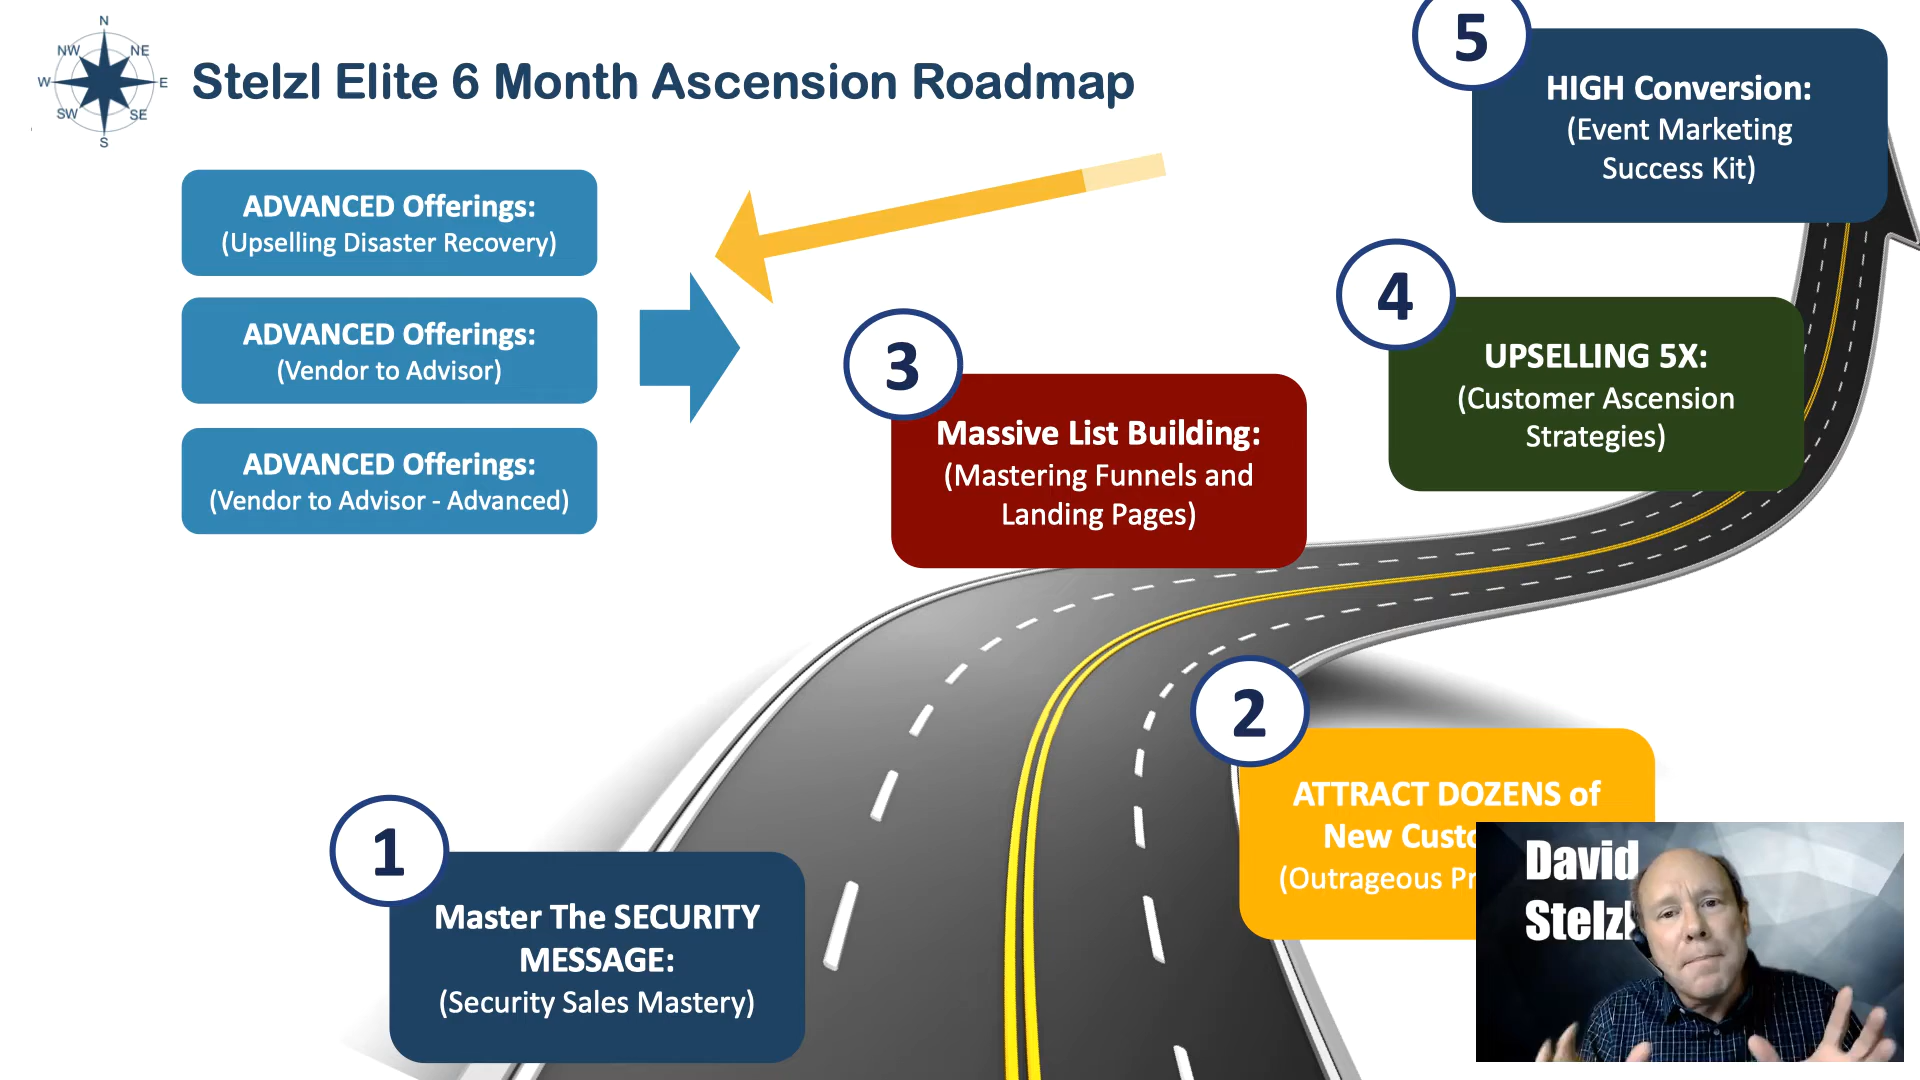 N
NW
NE
W
E
SW
SE
S
Stelzl Elite 6 Month Ascension Roadmap
ADVANCED Offerings:
(Upselling Disaster Recovery)
ADVANCED Offerings:
(Vendor to Advisor)
ADVANCED Offerings:
(Vendor to Advisor - Advanced)
5
HIGH Conversion:
(Event Marketing
Success Kit)
4
UPSELLING 5X:
(Customer Ascension
Strategies)
3
Massive List Building:
(Mastering Funnels and
Landing Pages)
2
ATTRACT DOZENS of
New
(Outrageous
1
Master The SECURITY
MESSAGE:
(Security Sales Mastery)
David
Stelzl